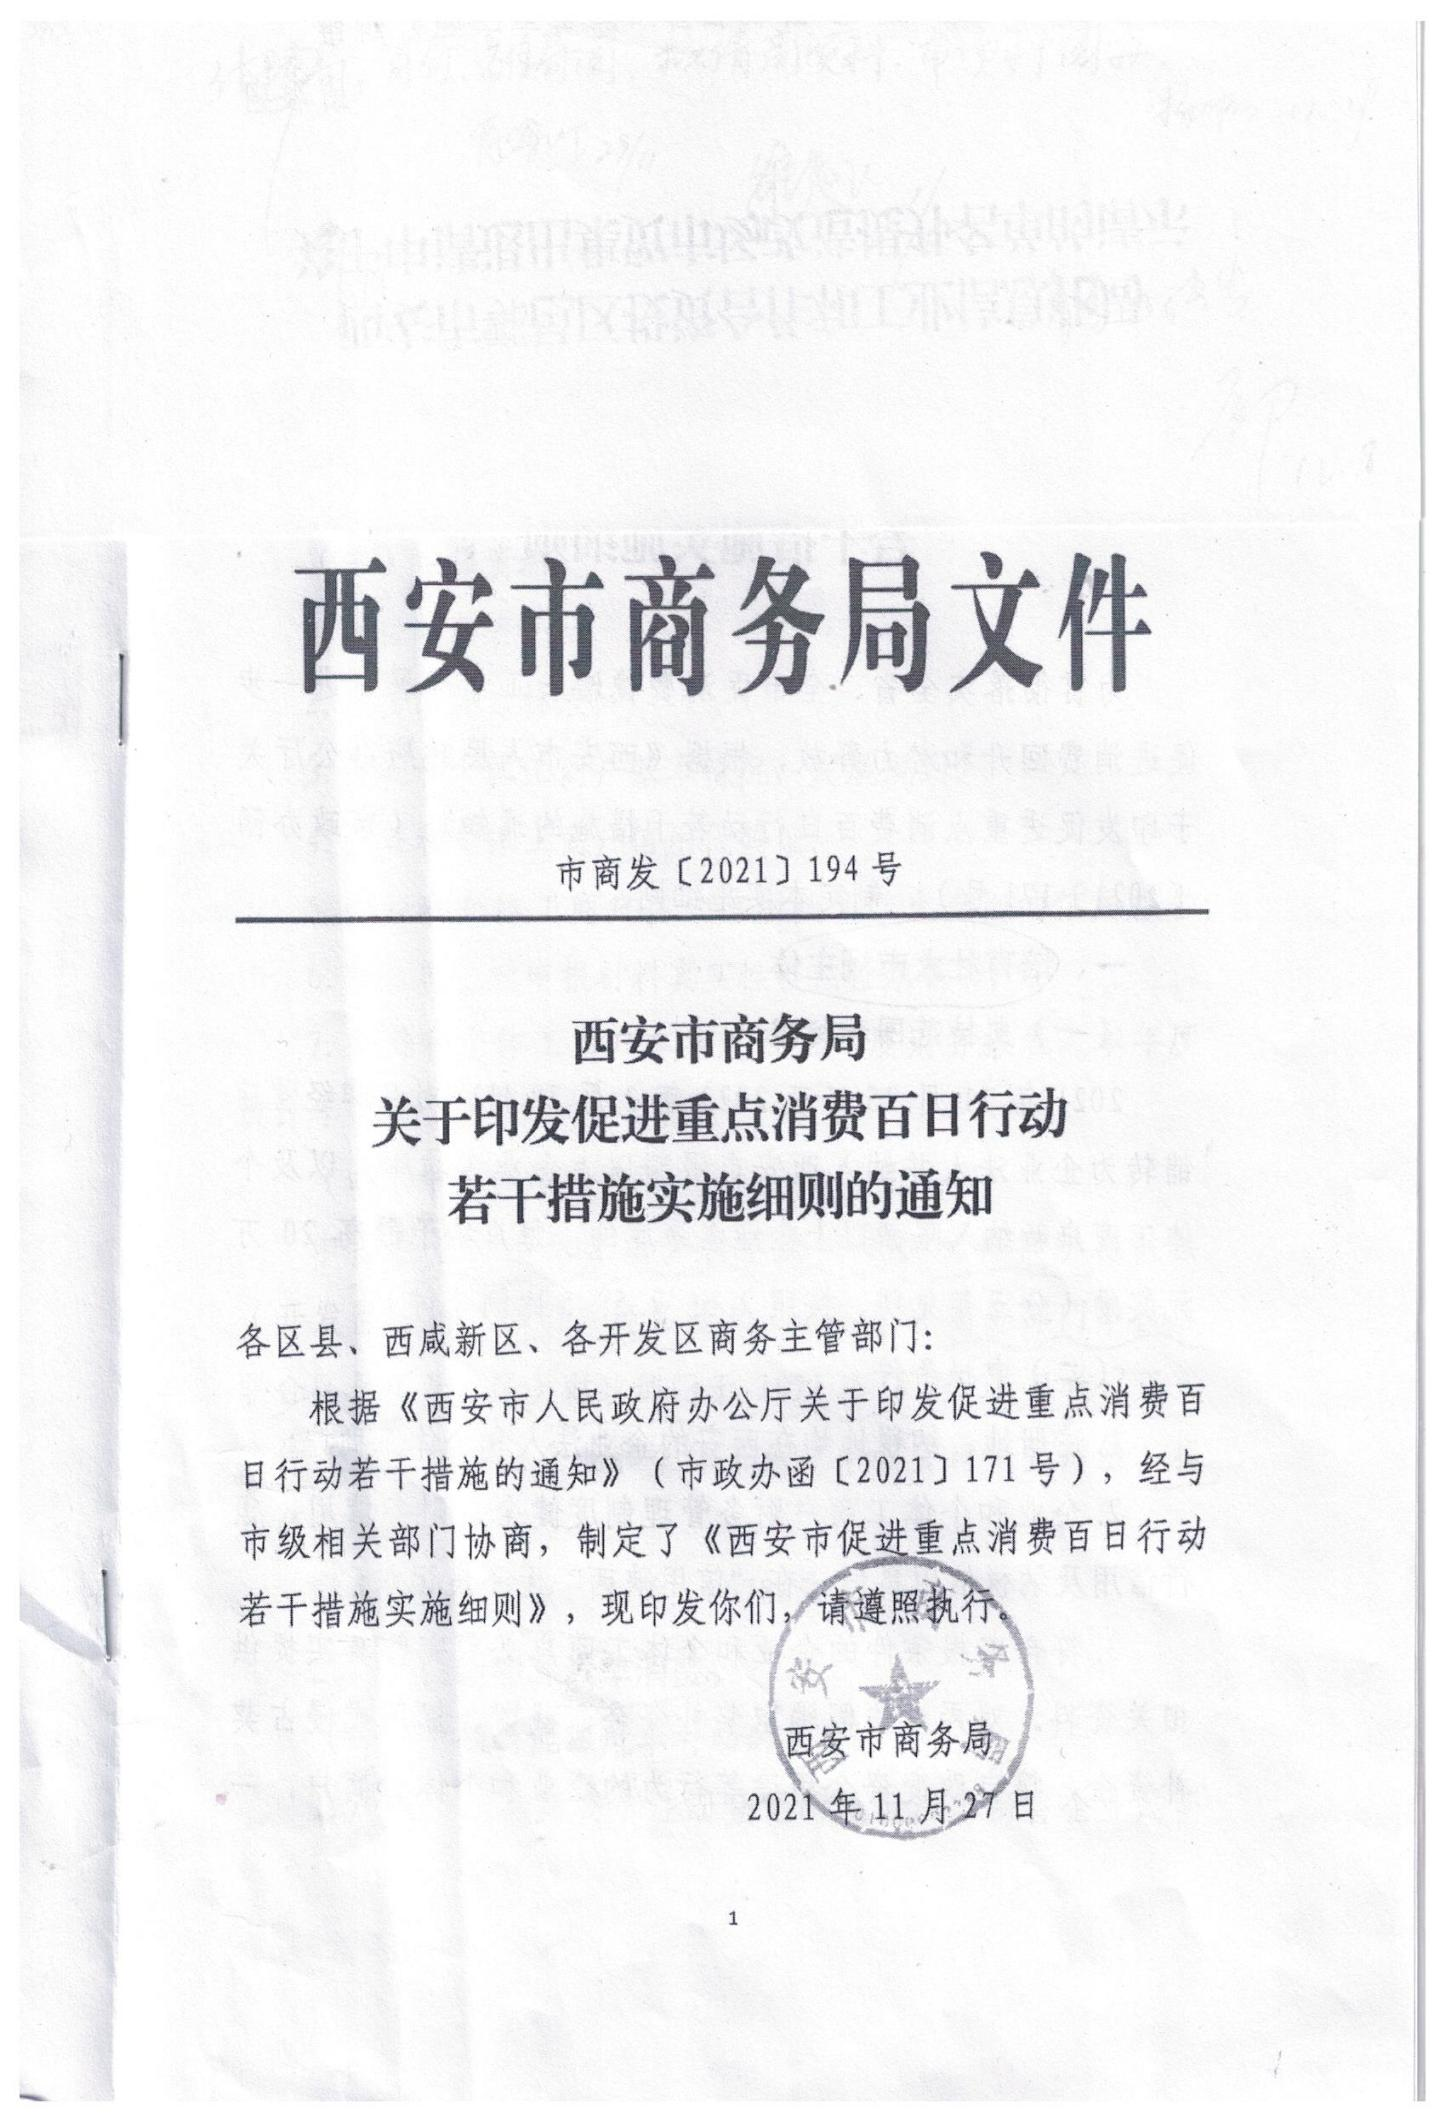 西安市商务局文件
市商发〔2021〕194号
西安市商务局
关于印发促进重点消费百日行动
若干措施实施细则的通知
各区县、西咸新区、各开发区商务主管部门：
根据《西安市人民政府办公厅关于印发促进重点消费百
日行动若干措施的通知》（市政办函〔2021〕171号），经与
市级相关部门协商，制定了《西安市促进重点消费百日行动
若干措施实施细则》，现印发你们，请遵照执行。
西安市商务局
2021年11月27日
1